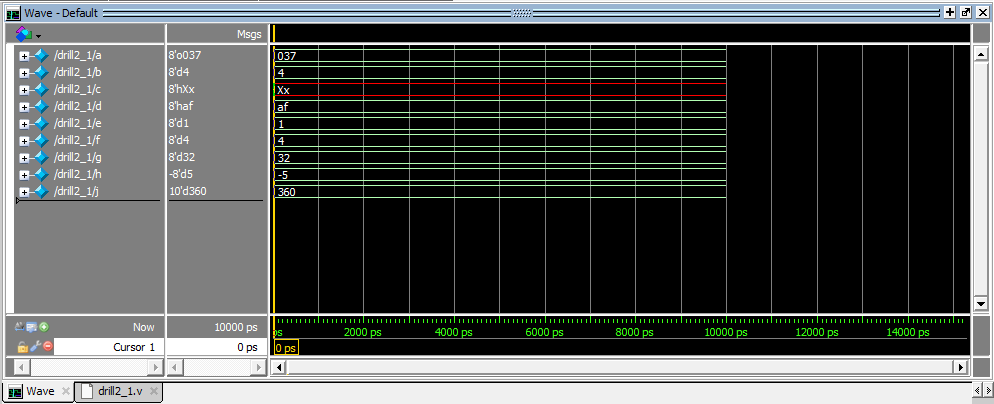 Wave - Default
Msgs
/drill2_1/a 8'o037 037
/drill2_1/b 8'd4 4
/drill2_1/c 8'hXx Xx
/drill2_1/d 8'haf af
/drill2_1/e 8'd1 1
/drill2_1/f 8'd4 4
/drill2_1/g 8'd32 32
/drill2_1/h -8'd5 -5
/drill2_1/j 10'd360 360
Now 10000 ps ps 2000 ps 4000 ps 6000 ps 8000 ps 10000 ps 12000 ps 14000 ps
Cursor 1 0 ps 0 ps
Wave drill2_1.v